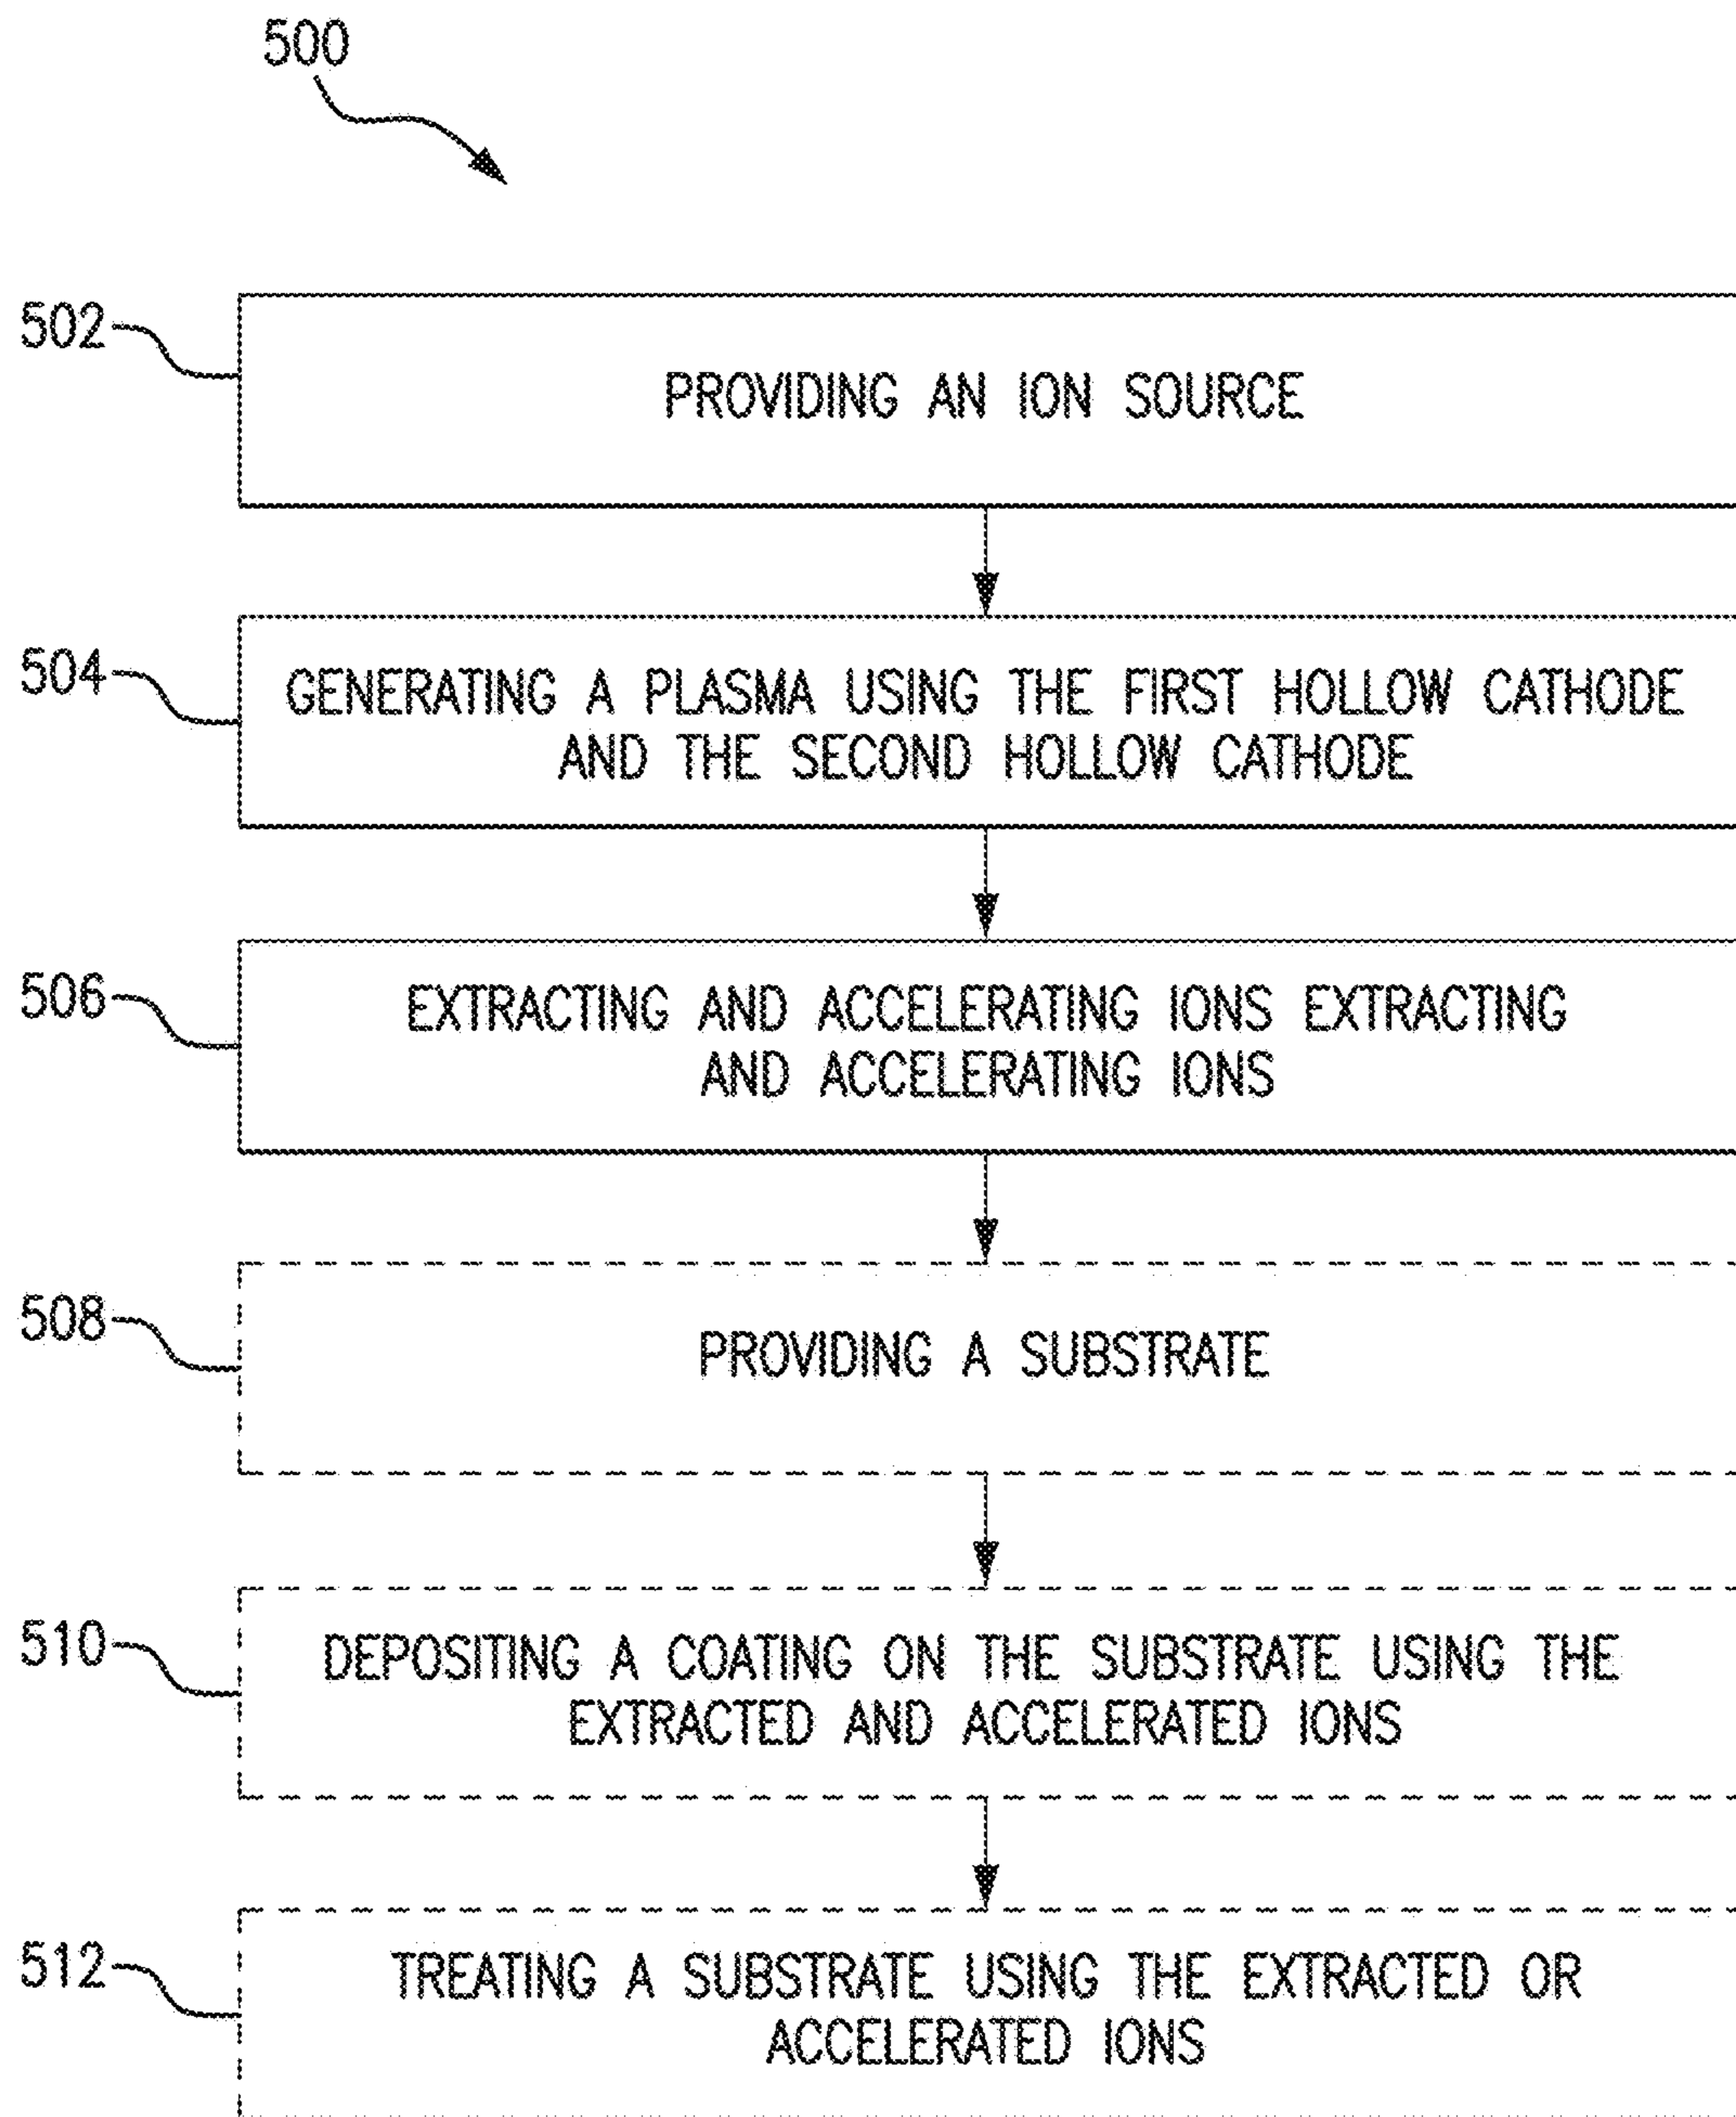 500
502
PROVIDING AN ION SOURCE
504
GENERATING A PLASMA USING THE FIRST HOLLOW CATHODE
AND THE SECOND HOLLOW CATHODE
506
EXTRACTING AND ACCELERATING IONS EXTRACTING
AND ACCELERATING IONS
508
PROVIDING A SUBSTRATE
510
DEPOSITING A COATING ON THE SUBSTRATE USING THE
EXTRACTED AND ACCELERATED IONS
512
TREATING A SUBSTRATE USING THE EXTRACTED OR
ACCELERATED IONS